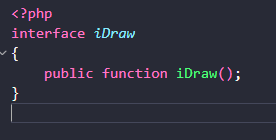 <?php
interface iDraw
{
    public function iDraw();
}